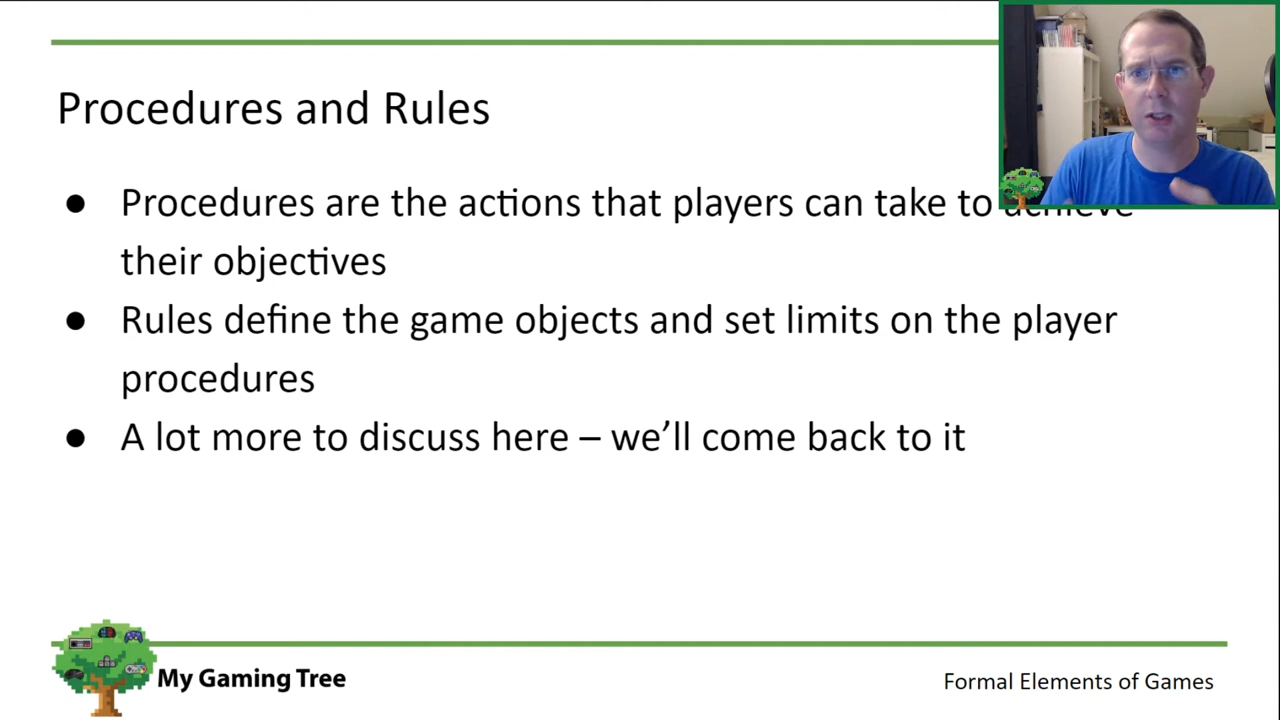 Procedures and Rules
● Procedures are the actions that players can take to achieve
their objectives
● Rules define the game objects and set limits on the player
procedures
● A lot more to discuss here – we’ll come back to it
My Gaming Tree
Formal Elements of Games